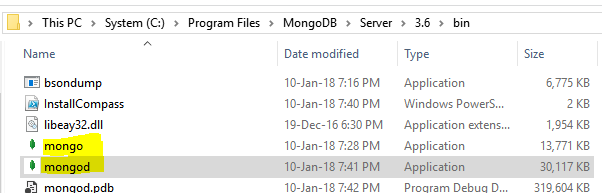 This PC > System (C:) > Program Files > MongoDB > Server > 3.6 > bin
Name Date modified Type Size
bsondump 10-Jan-18 7:16 PM Application 6,775 KB
InstallCompass 10-Jan-18 7:40 PM Windows PowerS... 2 KB
libeay32.dll 19-Dec-16 6:30 PM Application exten... 1,954 KB
mongo 10-Jan-18 7:28 PM Application 13,771 KB
mongod 10-Jan-18 7:41 PM Application 30,117 KB
mongod.pdb 10-Jan-18 7:42 PM Program Debug D... 319,604 KB